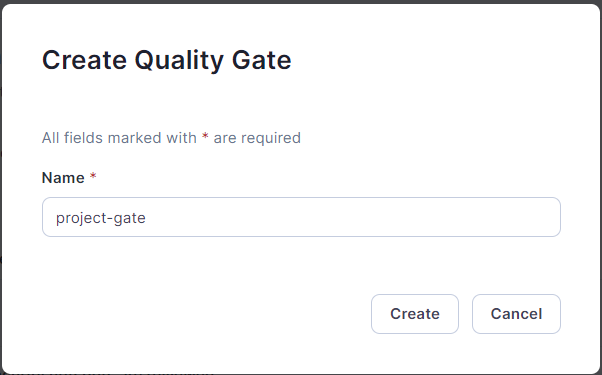 Create Quality Gate
All fields marked with * are required
Name *
project-gate
Create Cancel